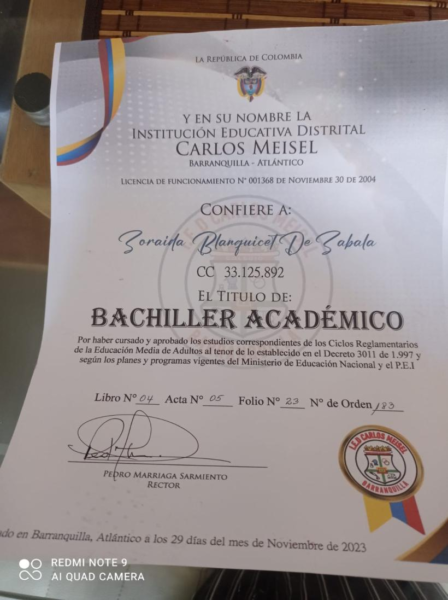 LA REPÚBLICA DE COLOMBIA
Y EN SU NOMBRE LA
INSTITUCIÓN EDUCATIVA DISTRITAL
CARLOS MEISEL
BARRANQUILLA - ATLÁNTICO
LICENCIA DE FUNCIONAMIENTO N° 001368 DE NOVIEMBRE 30 DE 2004
CONFIERE A:
Zoraida Blanquicet De Zabala
CC 33.125.892
EL TITULO DE:
BACHILLER ACADÉMICO
Por haber cursado y aprobado los estudios correspondientes de los Ciclos Reglamentarios
de la Educación Media de Adultos al tenor de lo establecido en el Decreto 3011 de 1.997 y
según los planes y programas vigentes del Ministerio de Educación Nacional y el P.E.I
Libro N° 04 Acta N° 05 Folio N° 23 N° de Orden 183
PEDRO MARRIAGA SARMIENTO
RECTOR
I.E.D CARLOS MEISEL
BARRANQUILLA
do en Barranquilla, Atlántico a los 29 días del mes de Noviembre de 2023
REDMI NOTE 9
AI QUAD CAMERA